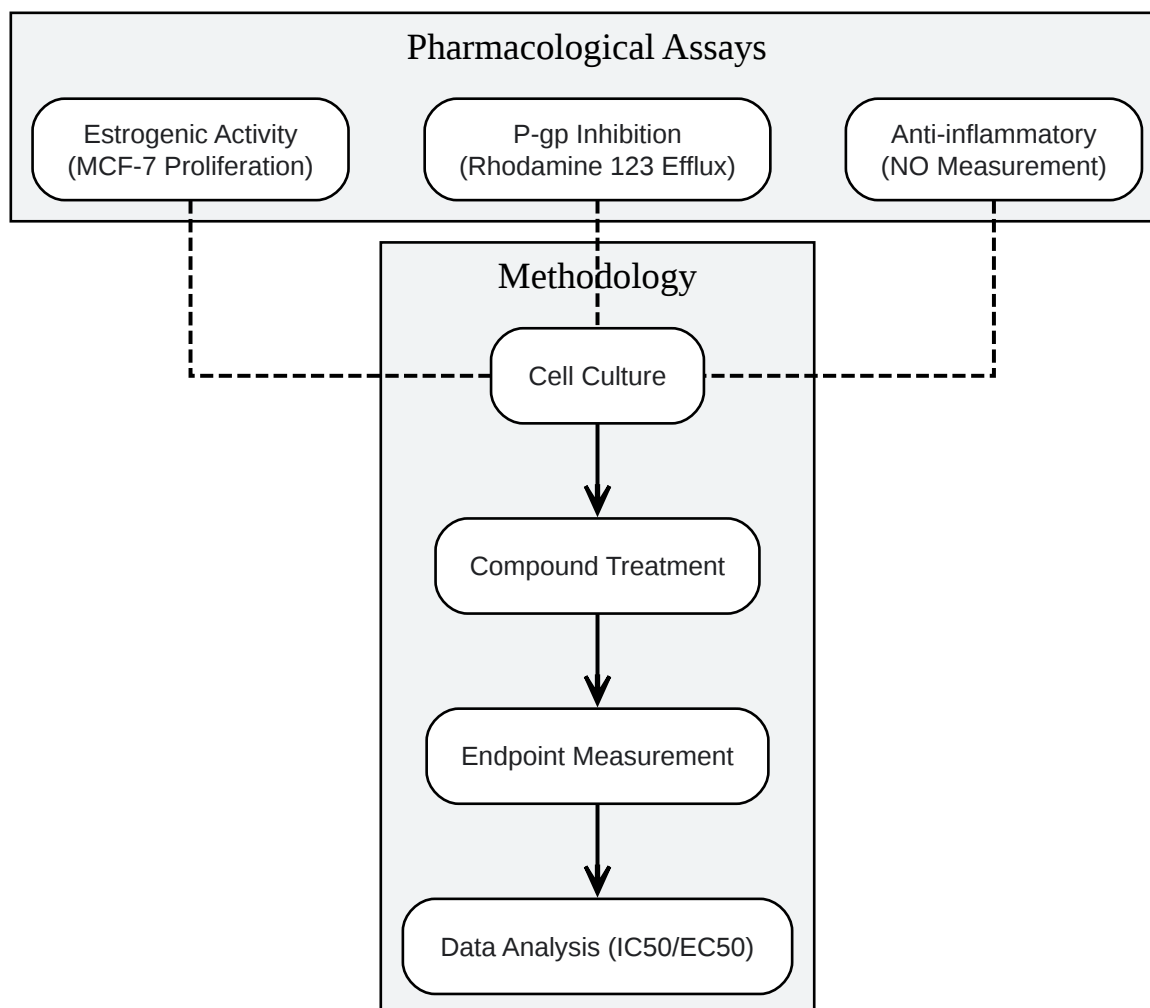 Pharmacological Assays
Estrogenic Activity
(MCF-7 Proliferation)
P-gp Inhibition
(Rhodamine 123 Efflux)
Anti-inflammatory
(NO Measurement)
Methodology
Cell Culture
Compound Treatment
Endpoint Measurement
Data Analysis (IC50/EC50)